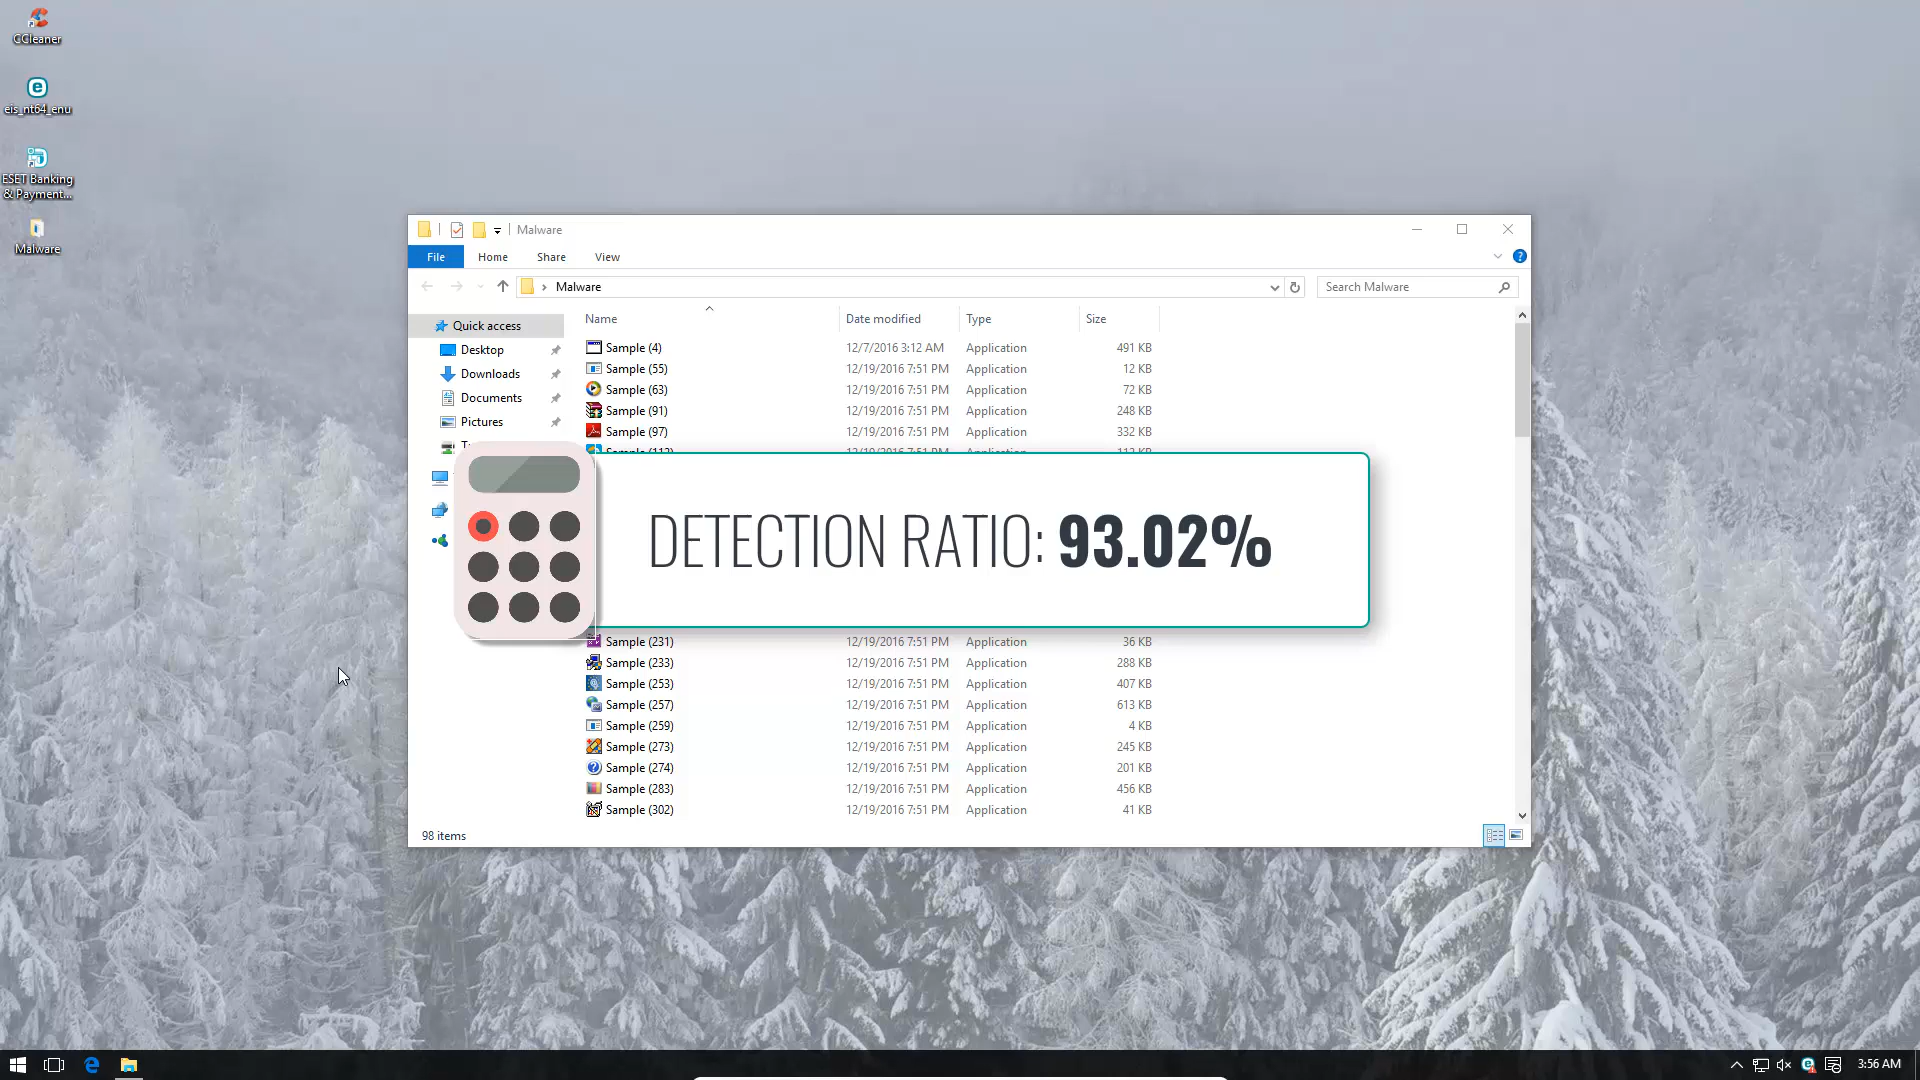 CCleaner
eis_nt64_enu
ESET Banking
& Payment...
Malware
Malware
File Home Share View
Malware
Search Malware
Quick access
Desktop
Downloads
Documents
Pictures
Name Date modified Type Size
Sample (4) 12/7/2016 3:12 AM Application 491 KB
Sample (55) 12/19/2016 7:51 PM Application 12 KB
Sample (63) 12/19/2016 7:51 PM Application 72 KB
Sample (91) 12/19/2016 7:51 PM Application 248 KB
Sample (97) 12/19/2016 7:51 PM Application 332 KB
DETECTION RATIO: 93.02%
Sample (231) 12/19/2016 7:51 PM Application 36 KB
Sample (233) 12/19/2016 7:51 PM Application 288 KB
Sample (253) 12/19/2016 7:51 PM Application 407 KB
Sample (257) 12/19/2016 7:51 PM Application 613 KB
Sample (259) 12/19/2016 7:51 PM Application 4 KB
Sample (273) 12/19/2016 7:51 PM Application 245 KB
Sample (274) 12/19/2016 7:51 PM Application 201 KB
Sample (283) 12/19/2016 7:51 PM Application 456 KB
Sample (302) 12/19/2016 7:51 PM Application 41 KB
98 items
3:56 AM